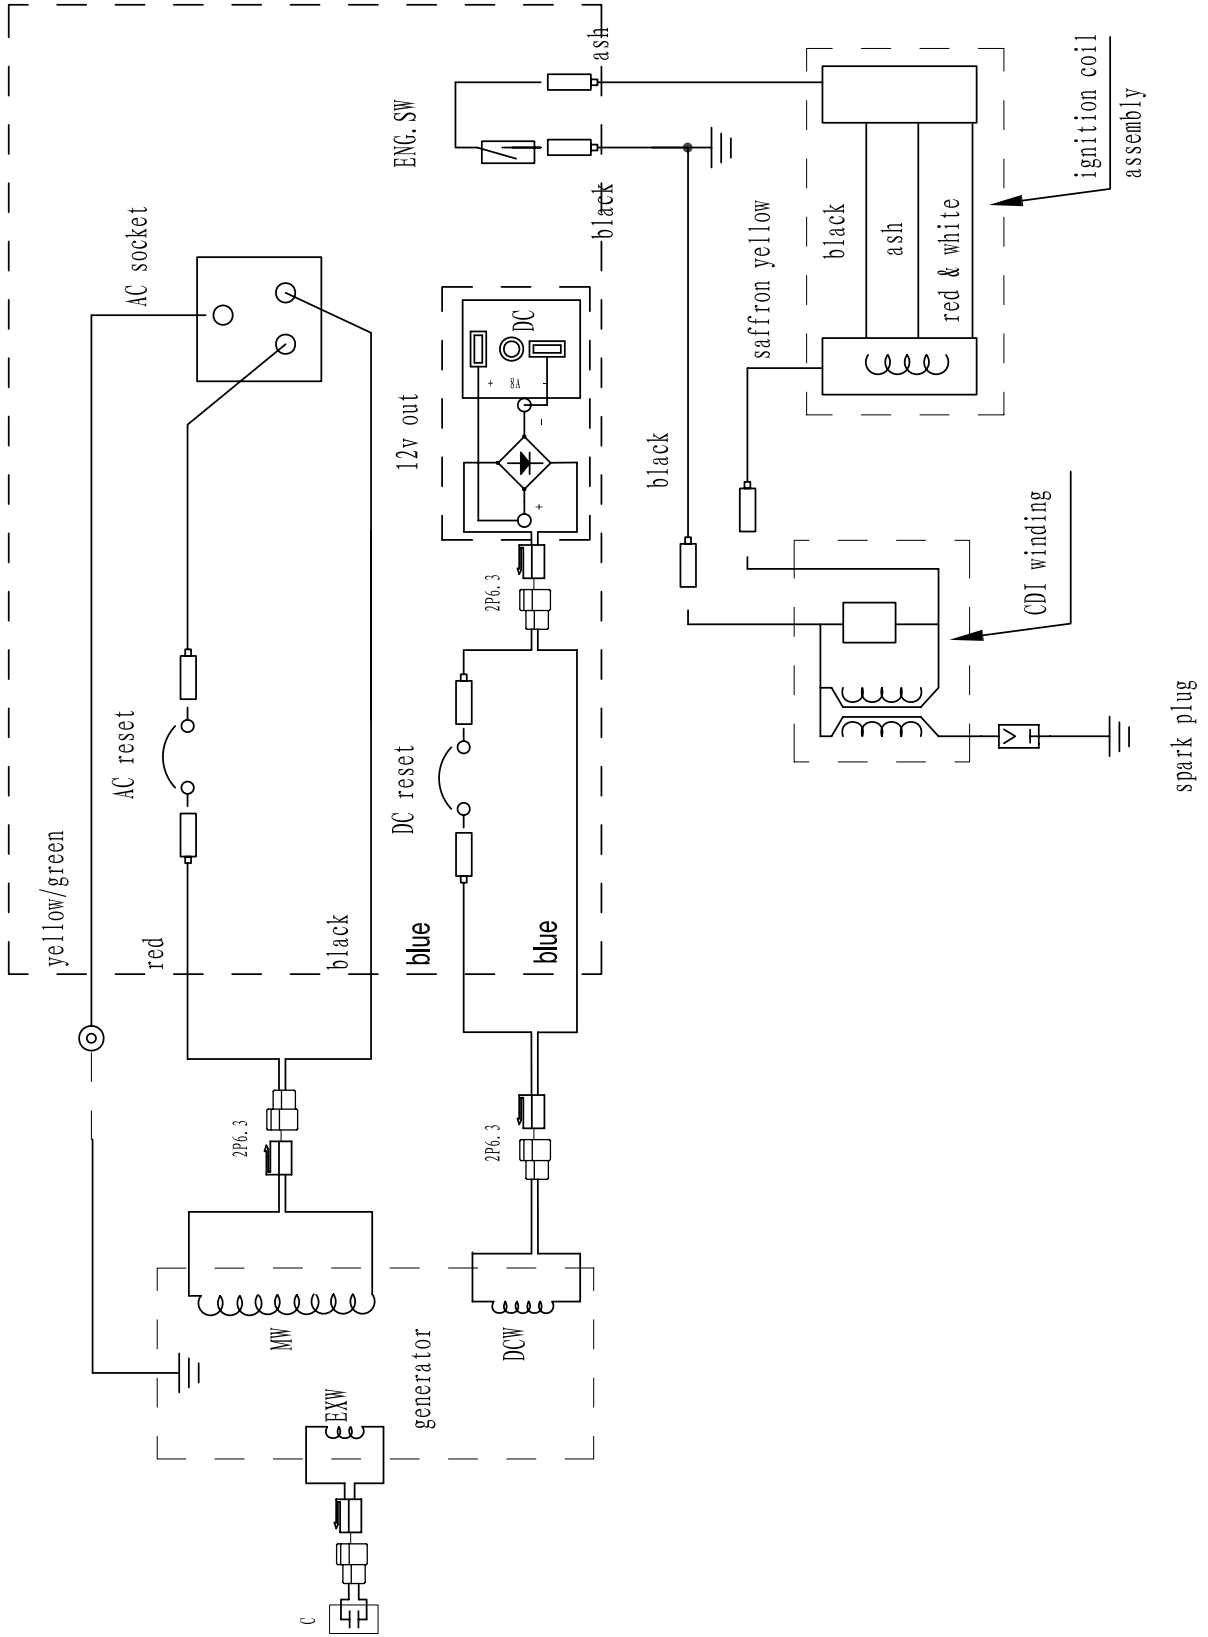 ash
ENG.SW
black
AC socket
12v out
DC
+
8A
-
-
+
2P6.3
saffron yellow
black
black
ash
red & white
ignition coil
assembly
CDI winding
spark plug
AC reset
DC reset
yellow/green
red
black
blue
blue
2P6.3
2P6.3
MW
DCW
EXW
generator
C